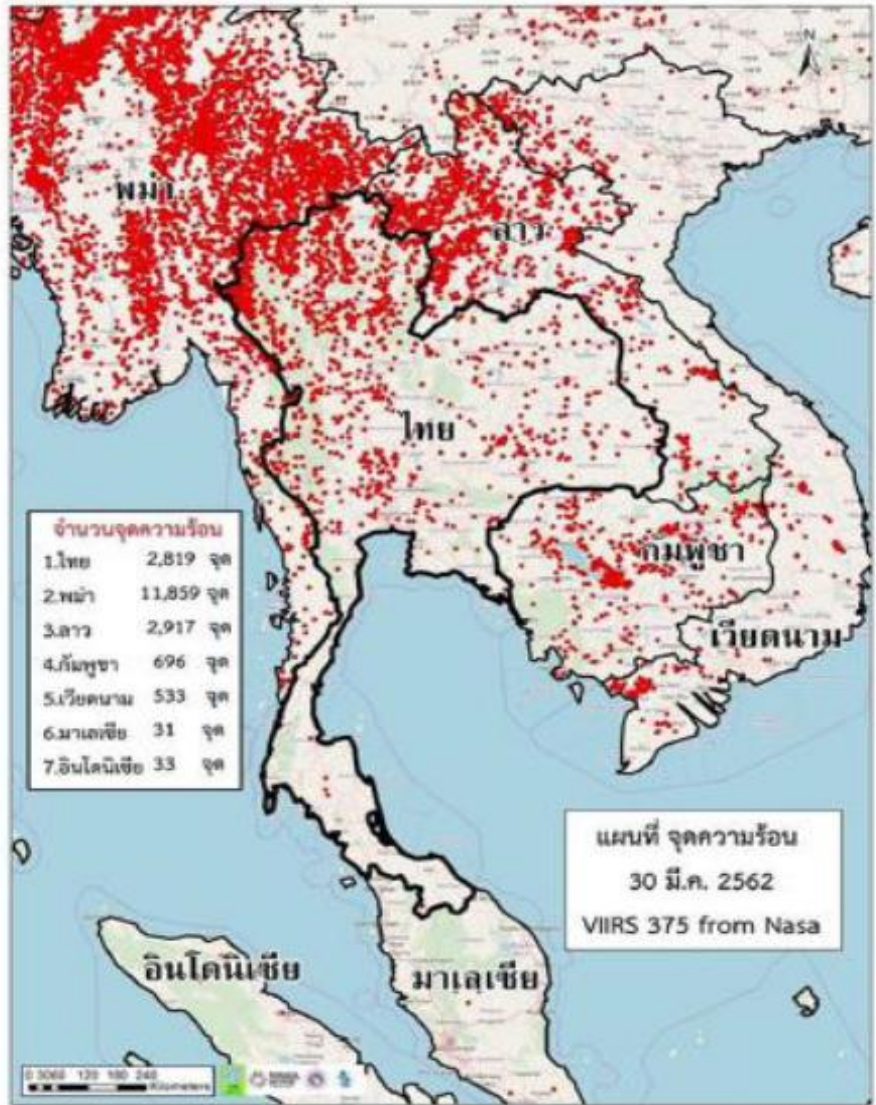 N
พม่า
ลาว
ไทย
จำนวนจุดความร้อน
1.ไทย 2,819 จุด
2.พม่า 11,859 จุด
3.ลาว 2,917 จุด
4.กัมพูชา 696 จุด
5.เวียดนาม 533 จุด
6.มาเลเซีย 31 จุด
7.อินโดนิเซีย 33 จุด
กัมพูชา
เวียดนาม
แผนที่ จุดความร้อน
30 มี.ค. 2562
VIIRS 375 from Nasa
อินโดนิเซีย
มาเลเซีย
0 3060 120 180 240
Kilometers